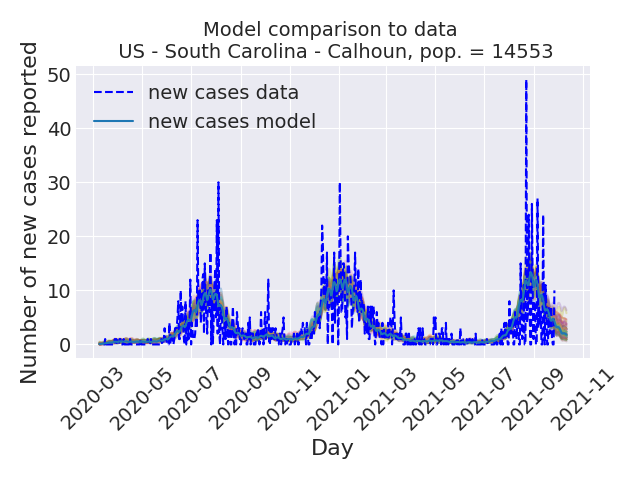 Model comparison to data
US - South Carolina - Calhoun, pop. = 14553
Number of new cases reported
50
40
30
20
10
0
new cases data
new cases model
2020-03
2020-05
2020-07
2020-09
2020-11
2021-01
2021-03
2021-05
2021-07
2021-09
2021-11
Day